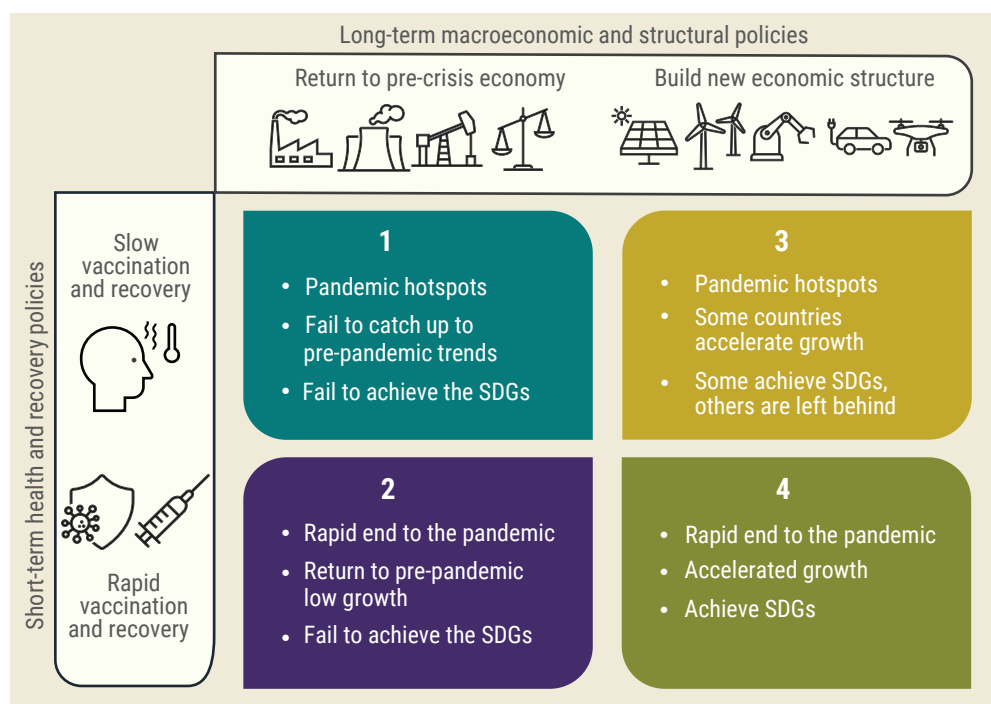 Long-term macroeconomic and structural policies
Return to pre-crisis economy
Build new economic structure
Short-term health and recovery policies
Slow
vaccination
and recovery
Rapid
vaccination
and recovery
1
• Pandemic hotspots
• Fail to catch up to
pre-pandemic trends
• Fail to achieve the SDGs
3
• Pandemic hotspots
• Some countries
accelerate growth
• Some achieve SDGs,
others are left behind
2
• Rapid end to the pandemic
• Return to pre-pandemic
low growth
• Fail to achieve the SDGs
4
• Rapid end to the pandemic
• Accelerated growth
• Achieve SDGs